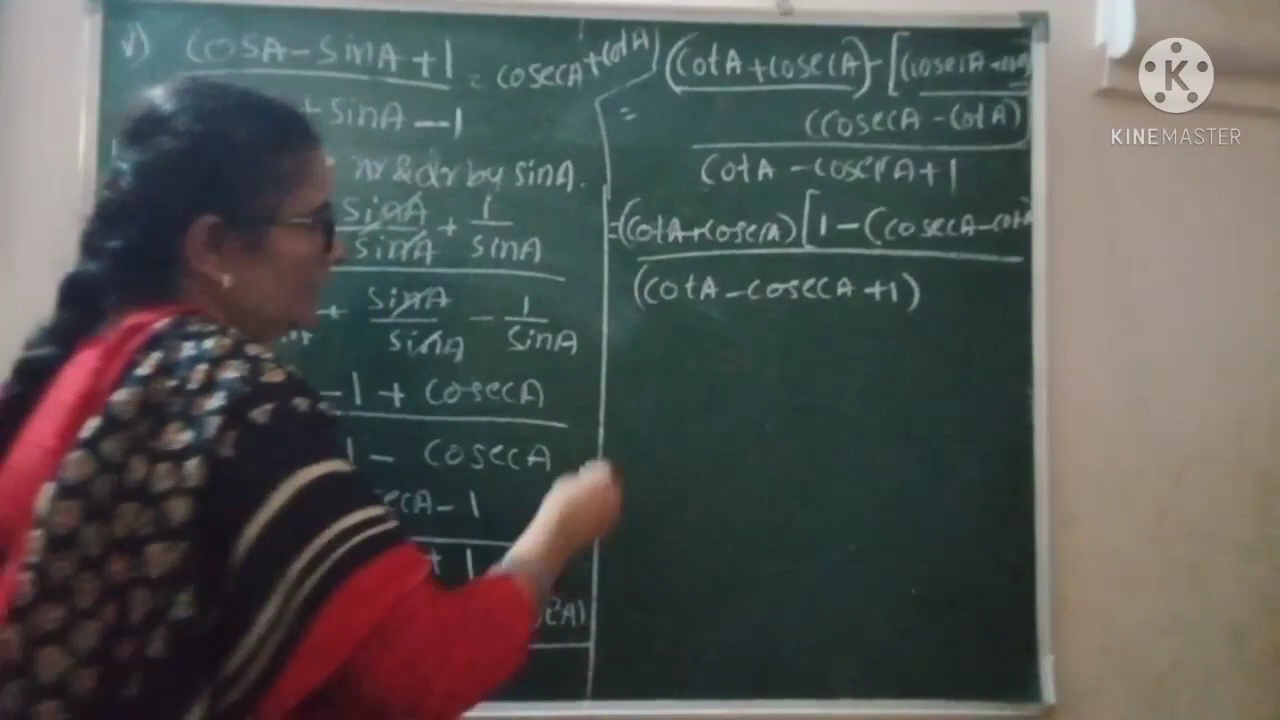 v) cosA - sinA + 1 = cosecA + cotA
+ sinA - 1
nr & dr by sinA.
sinA/sinA + 1/sinA
+ sinA/sinA - 1/sinA
-1 + cosecA
1 - cosecA
ecA - 1
+ 1
(cotA + cosecA) - [(cosecA +
= (cosecA - cotA)
cotA - cosecA + 1
= (cotA + cosecA) [1 - (cosecA - cotA
(cotA - cosecA + 1)
K
KINEMASTER